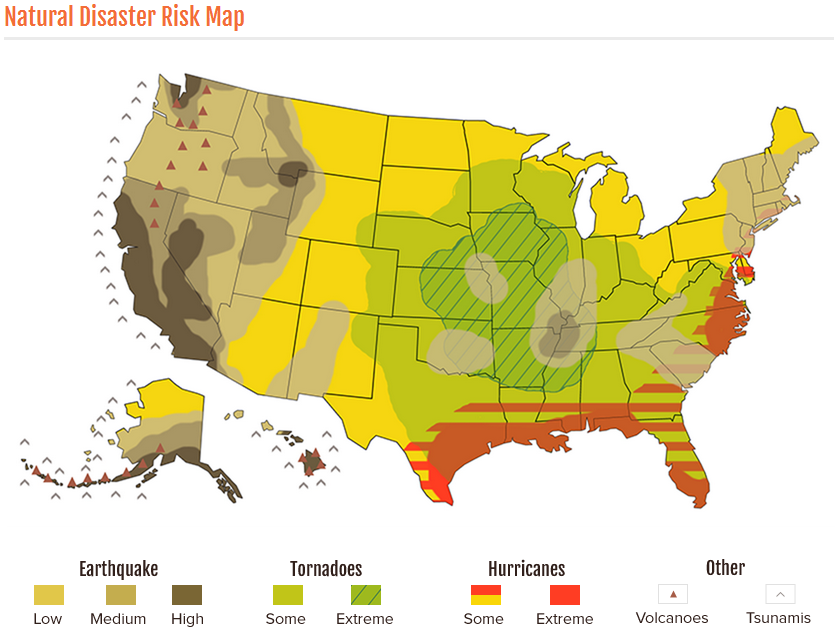 Natural Disaster Risk Map
Earthquake Tornadoes Hurricanes Other
Low Medium High Some Extreme Some Extreme Volcanoes Tsunamis